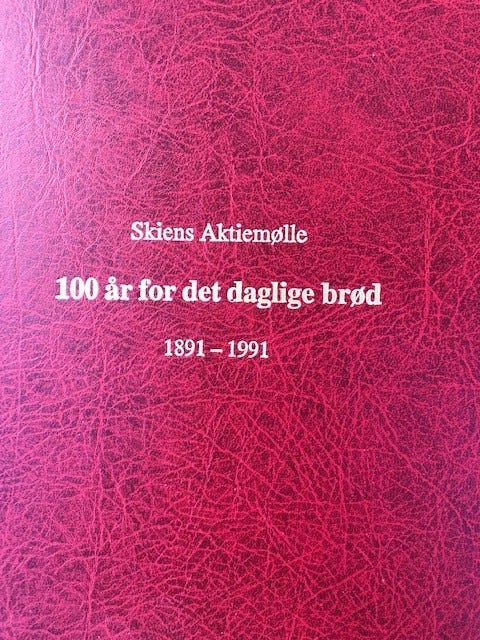 Skiens Aktiemølle
100 år for det daglige brød
1891 – 1991